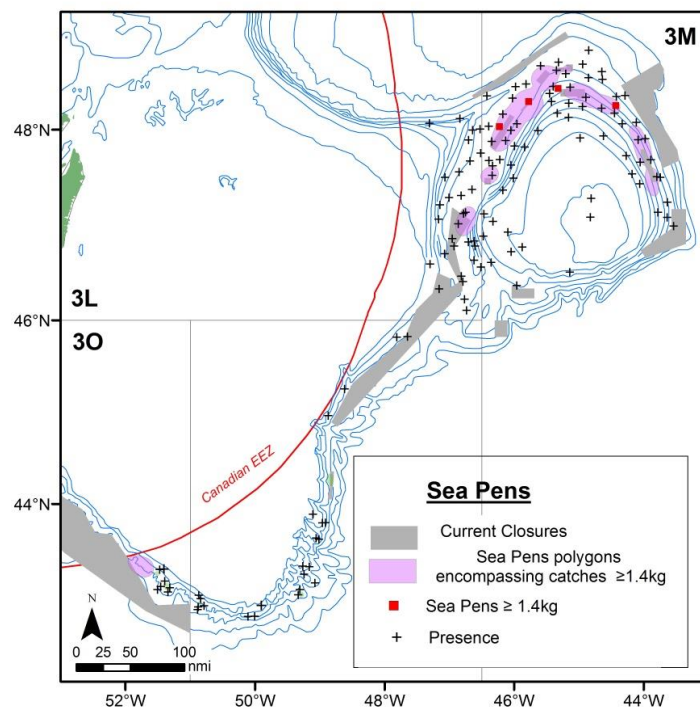 3M
48°N
3L
46°N
3O
Canadian EEZ
44°N
N
0 25 50 100
nmi
52°W 50°W 48°W 46°W 44°W
Sea Pens
Current Closures
Sea Pens polygons
encompassing catches ≥1.4kg
Sea Pens ≥ 1.4kg
Presence